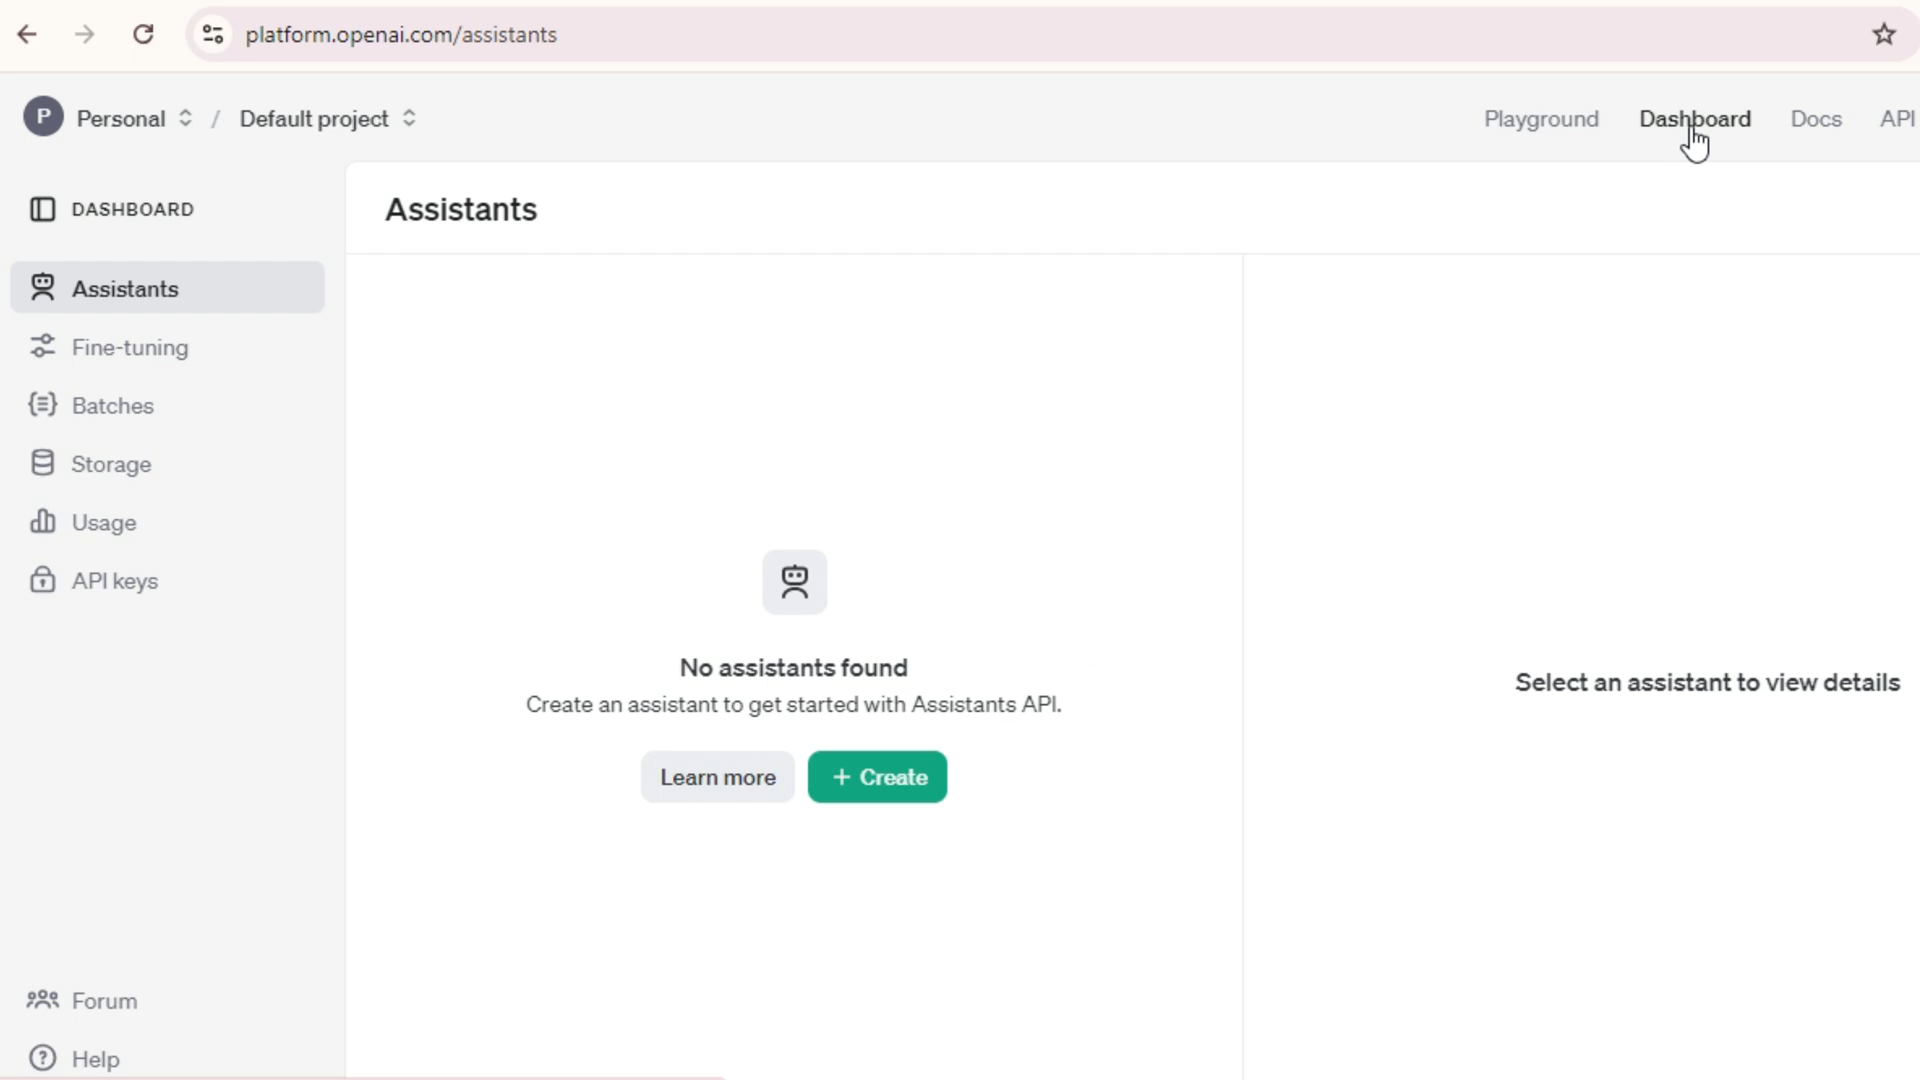 platform.openai.com/assistants
P Personal / Default project Playground Dashboard Docs API
DASHBOARD
Assistants
Fine-tuning
Batches
Storage
Usage
API keys
Forum
Help
Assistants
No assistants found
Create an assistant to get started with Assistants API.
Learn more + Create
Select an assistant to view details